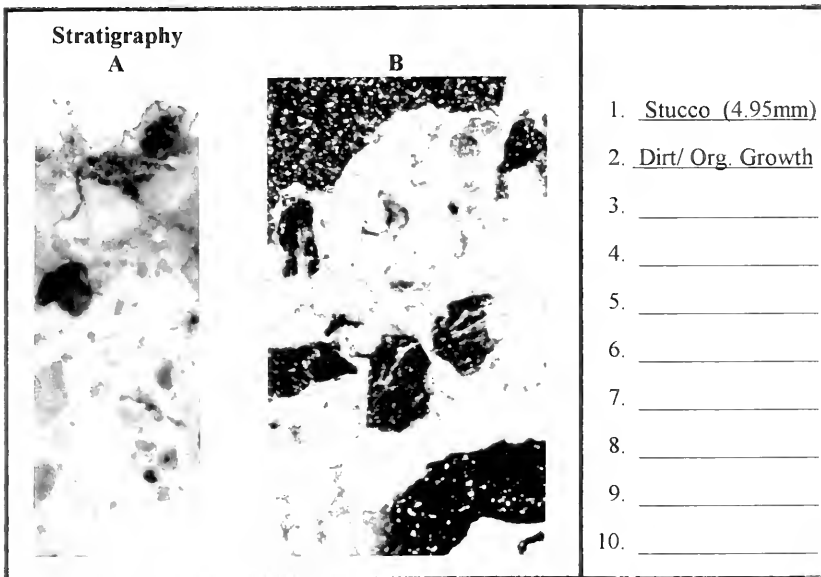 Stratigraphy
A
B
1. Stucco (4.95mm)
2. Dirt/ Org. Growth
3.
4.
5.
6.
7.
8.
9.
10.